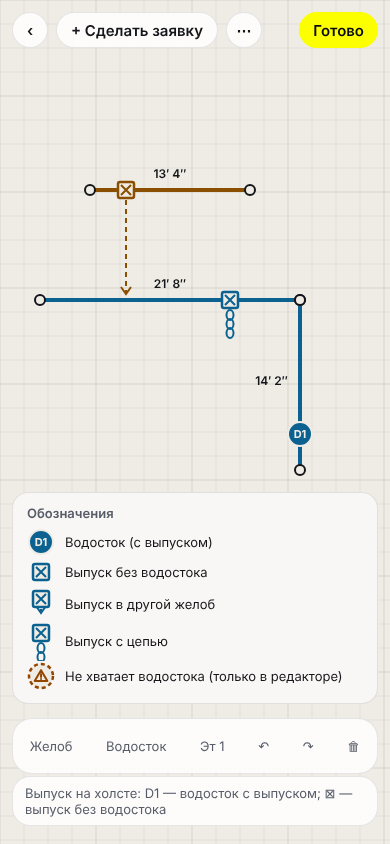 ‹ + Сделать заявку ⋯ Готово
13′ 4″
21′ 8″
14′ 2″
D1
Обозначения
D1 Водосток (с выпуском)
Выпуск без водостока
Выпуск в другой желоб
Выпуск с цепью
Не хватает водостока (только в редакторе)
Желоб Водосток Эт 1 ↶ ↷ 🗑
Выпуск на холсте: D1 — водосток с выпуском; ⊠ —
выпуск без водостока